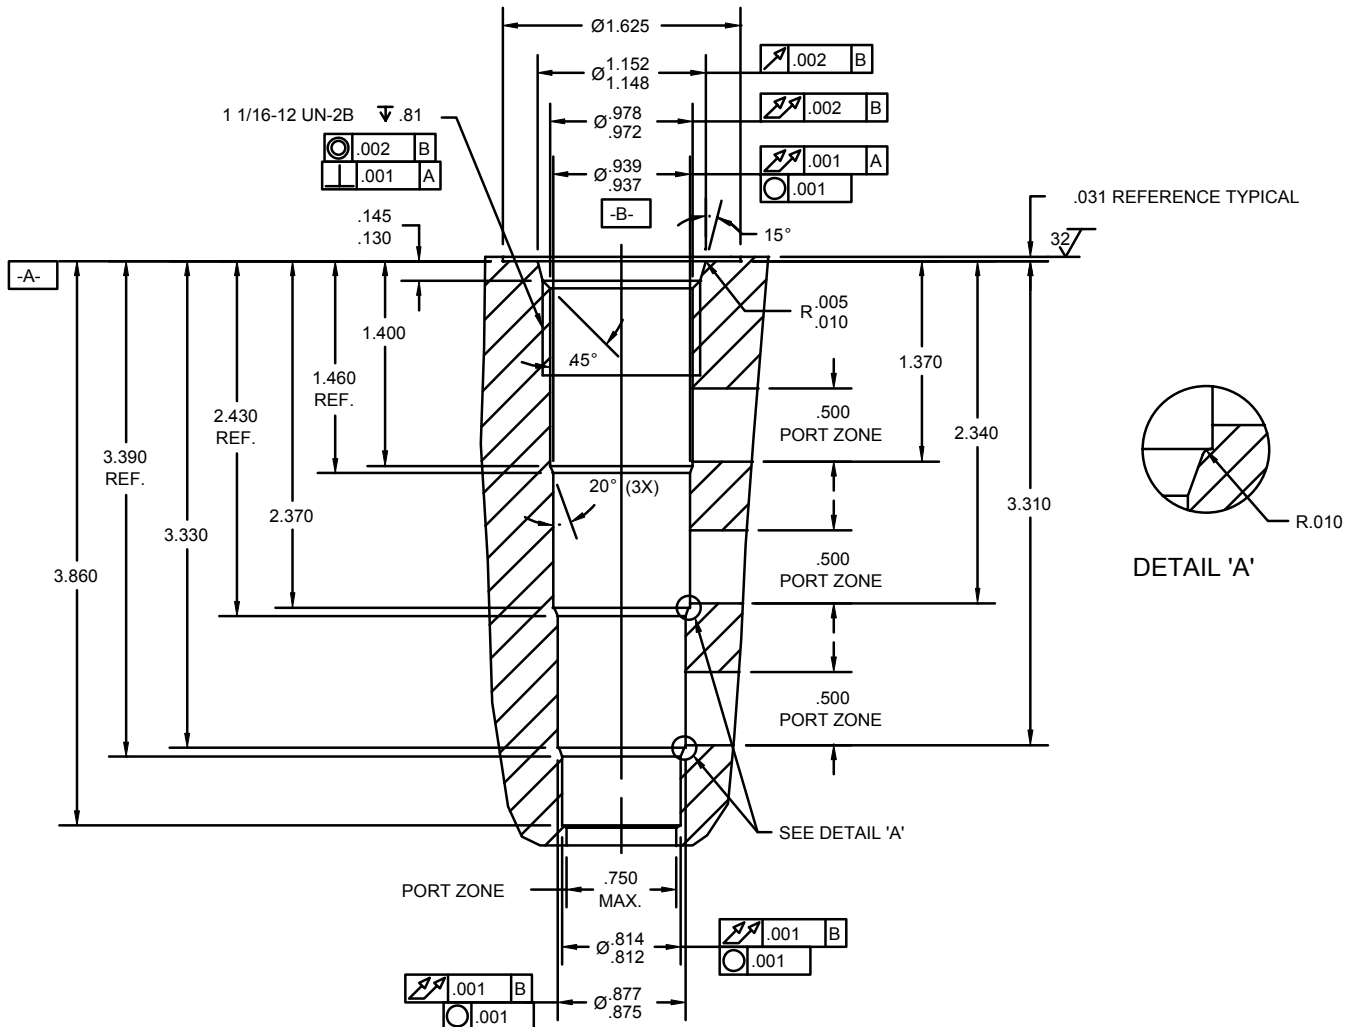 Ø1.625
Ø1.152
1.148
.002 B
1 1/16-12 UN-2B .81
Ø.978
.972
.002 B
.002 B
.001 A
Ø.939
.937
.001 A
.001
-B-
.031 REFERENCE TYPICAL
.145
.130
15°
32
-A-
R.005
.010
1.400
45°
1.370
1.460
REF.
2.430
REF.
.500
PORT ZONE
2.340
3.390
REF.
20° (3X)
2.370
3.310
3.330
R.010
3.860
.500
PORT ZONE
DETAIL 'A'
.500
PORT ZONE
SEE DETAIL 'A'
PORT ZONE
.750
MAX.
Ø.814
.812
.001 B
.001
.001 B
.001
Ø.877
.875